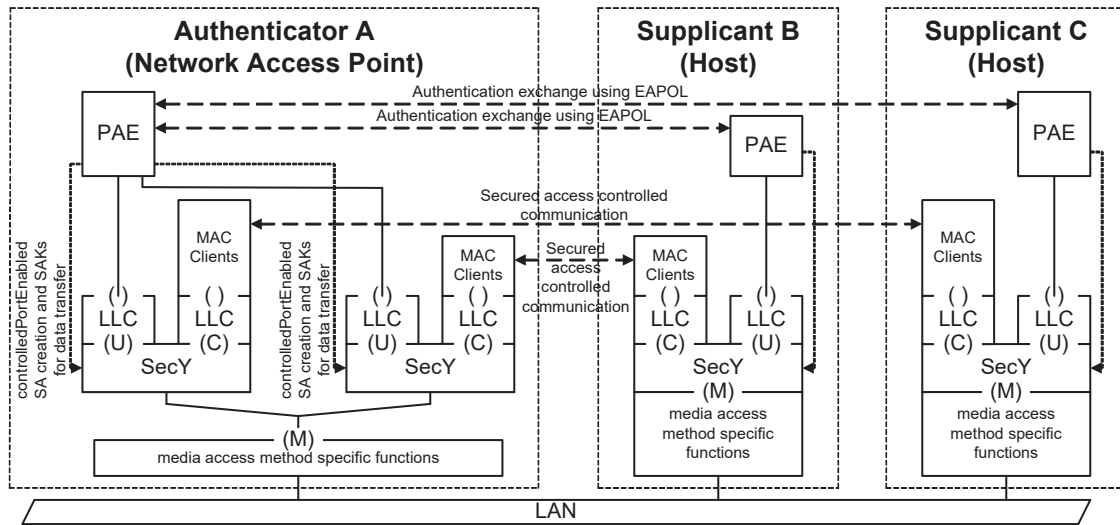 Authenticator A
(Network Access Point)
Supplicant B
(Host)
Supplicant C
(Host)
Authentication exchange using EAPOL
Authentication exchange using EAPOL
PAE
PAE
PAE
Secured access controlled
communication
MAC
Clients
MAC
Clients
Secured
access
controlled
communication
MAC
Clients
MAC
Clients
controlledPortEnabled
SA creation and SAKs
for data transfer
controlledPortEnabled
SA creation and SAKs
for data transfer
( ) ( ) ( ) ( ) ( ) ( ) ( ) ( )
LLC LLC LLC LLC LLC LLC LLC LLC
(U) (C) (U) (C) (C) (U) (C) (U)
SecY SecY SecY SecY
(M) (M)
media access
method specific
functions
media access
method specific
functions
(M)
media access method specific functions
LAN